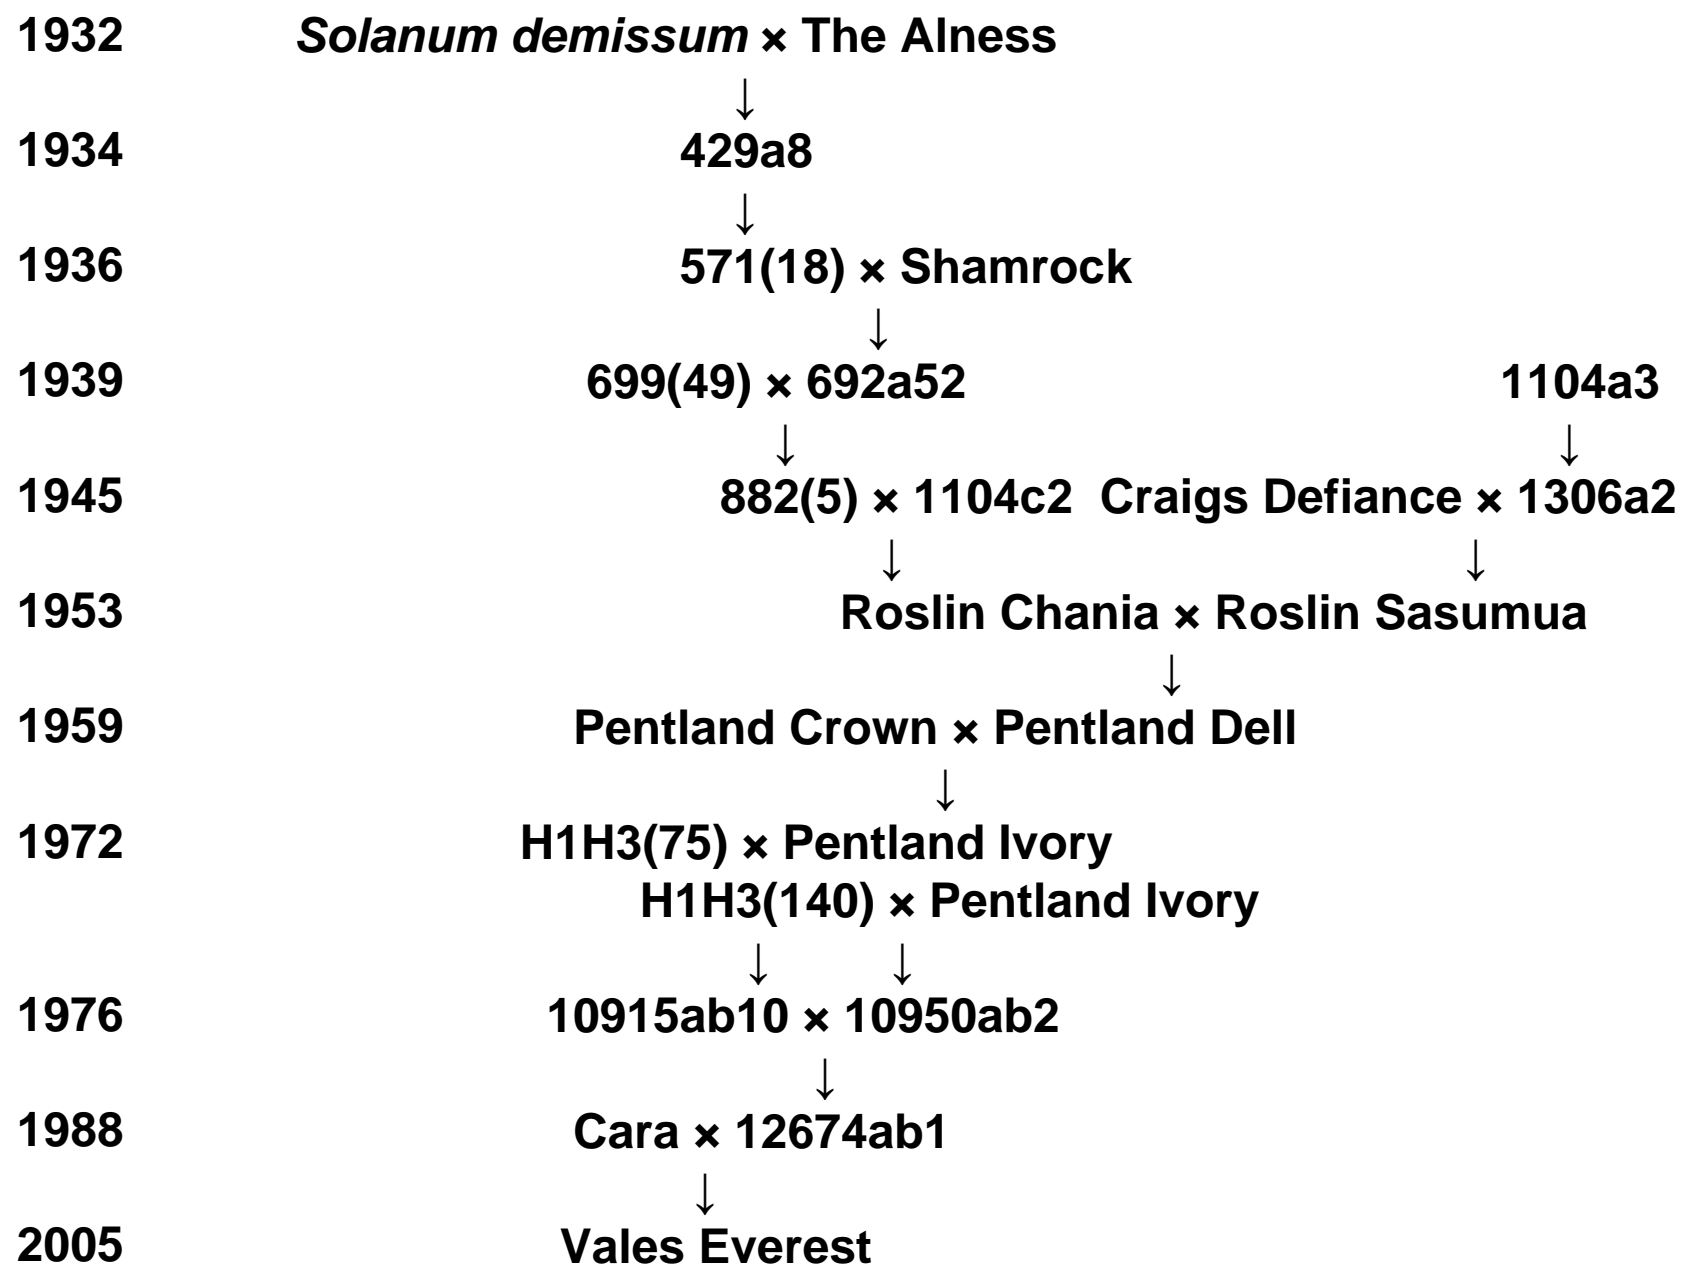 1932 Solanum demissum × The Alness
↓
1934 429a8
↓
1936 571(18) × Shamrock
↓
1939 699(49) × 692a52 1104a3
↓ ↓
1945 882(5) × 1104c2 Craigs Defiance × 1306a2
↓ ↓
1953 Roslin Chania × Roslin Sasumua
↓
1959 Pentland Crown × Pentland Dell
↓
1972 H1H3(75) × Pentland Ivory
H1H3(140) × Pentland Ivory
↓ ↓
1976 10915ab10 × 10950ab2
↓
1988 Cara × 12674ab1
↓
2005 Vales Everest